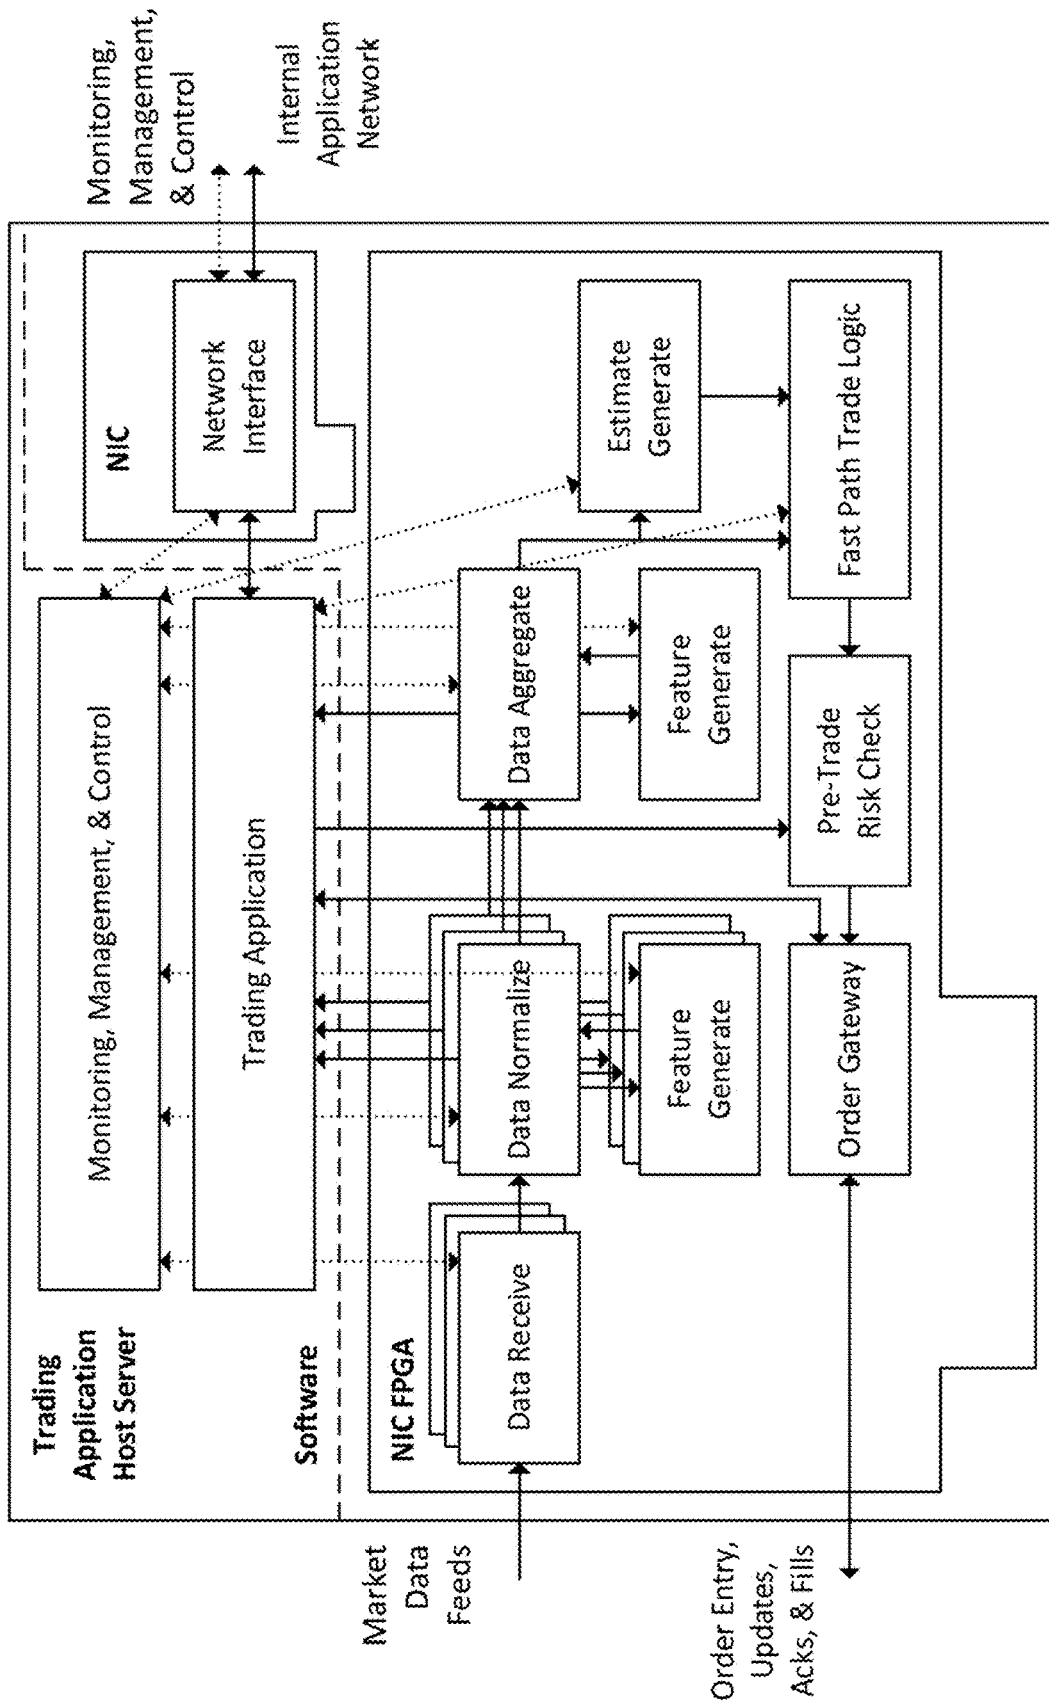 Trading
Application
Host Server
Monitoring, Management, & Control
Trading Application
Software
NIC
Network
Interface
Monitoring,
Management,
& Control
Internal
Application
Network
NIC FPGA
Market
Data
Feeds
Data Receive
Data Normalize
Data Aggregate
Estimate
Generate
Feature
Generate
Feature
Generate
Order Gateway
Pre-Trade
Risk Check
Fast Path Trade Logic
Order Entry,
Updates,
Acks, & Fills